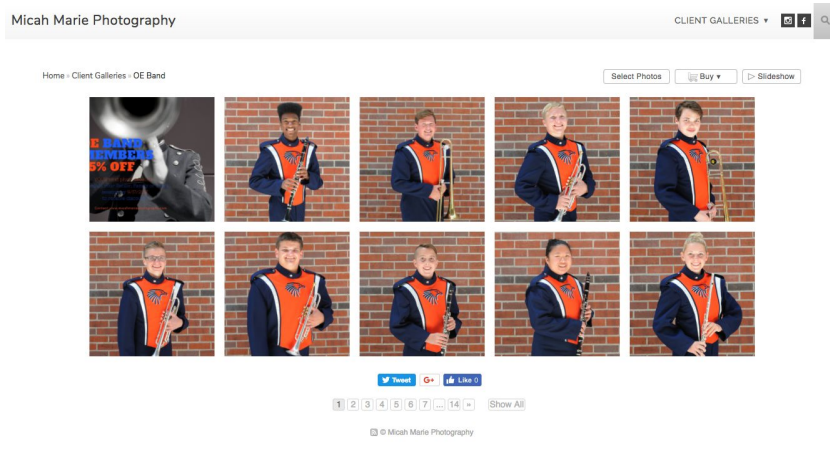 Micah Marie Photography
CLIENT GALLERIES ▾
f
Home » Client Galleries » OE Band
Select Photos
Buy ▾
▷ Slideshow
E BAND
MEMBERS
5% OFF
Tweet
G+
Like 0
1 2 3 4 5 6 7 ... 14 » Show All
© Micah Marie Photography